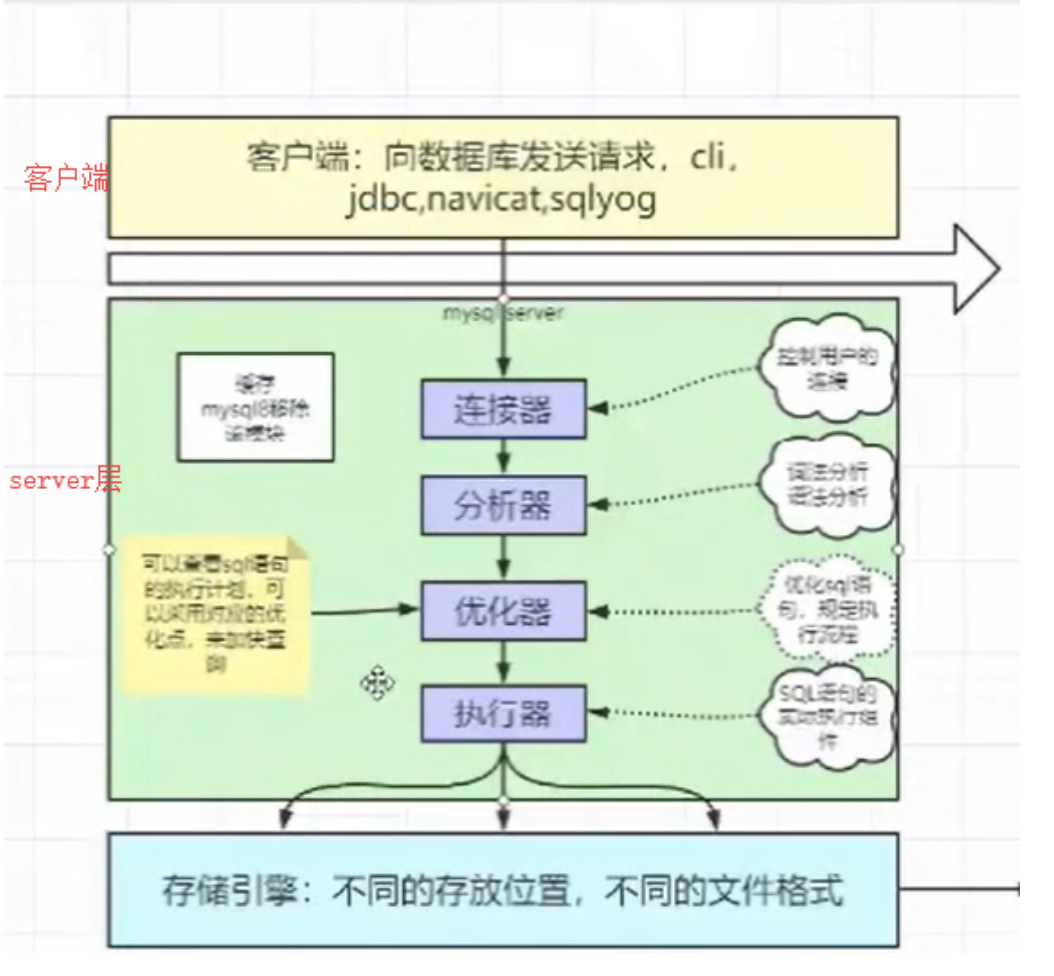 客户端：向数据库发送请求，cli，
jdbc,navicat,sqlyog
客户端
mysql server
控制用户的
连接
缓存
mysql8移除
该模块
连接器
server层
词法分析
语法分析
分析器
可以查看sql语句
的执行计划，可
以采用对应的优
化点，来加快查
询
优化器
优化sql语
句，规定执
行流程
执行器
SQL语句的
实际执行组
件
存储引擎：不同的存放位置，不同的文件格式